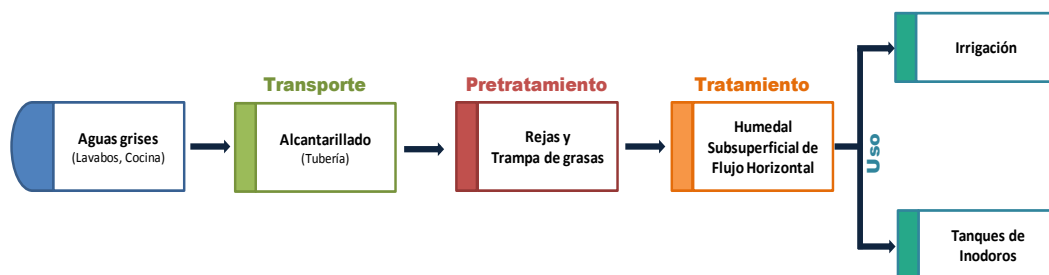 Aguas grises
(Lavabos, Cocina)
Transporte
Alcantarillado
(Tubería)
Pretratamiento
Rejas y
Trampa de grasas
Tratamiento
Humedal
Subsuperficial de
Flujo Horizontal
Uso
Irrigación
Tanques de
Inodoros